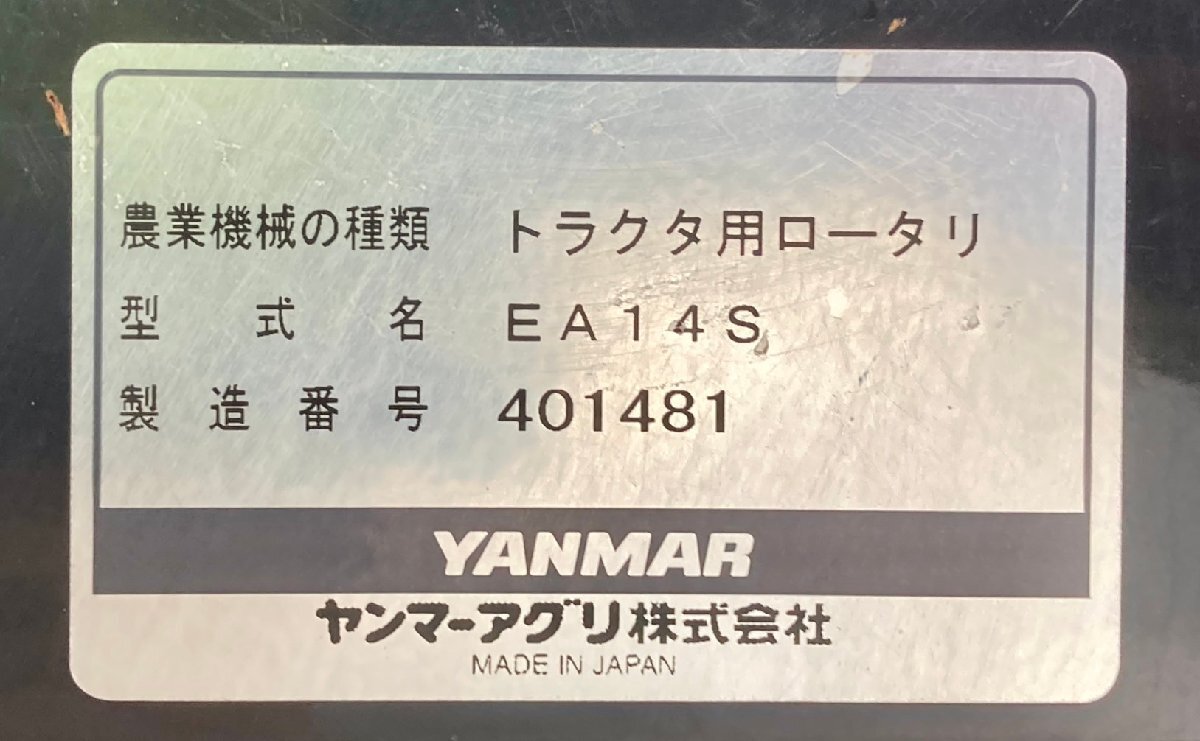 農業機械の種類 トラクタ用ロータリ
型式名 EA14S
製造番号 401481
YANMAR
ヤンマーアグリ株式会社
MADE IN JAPAN